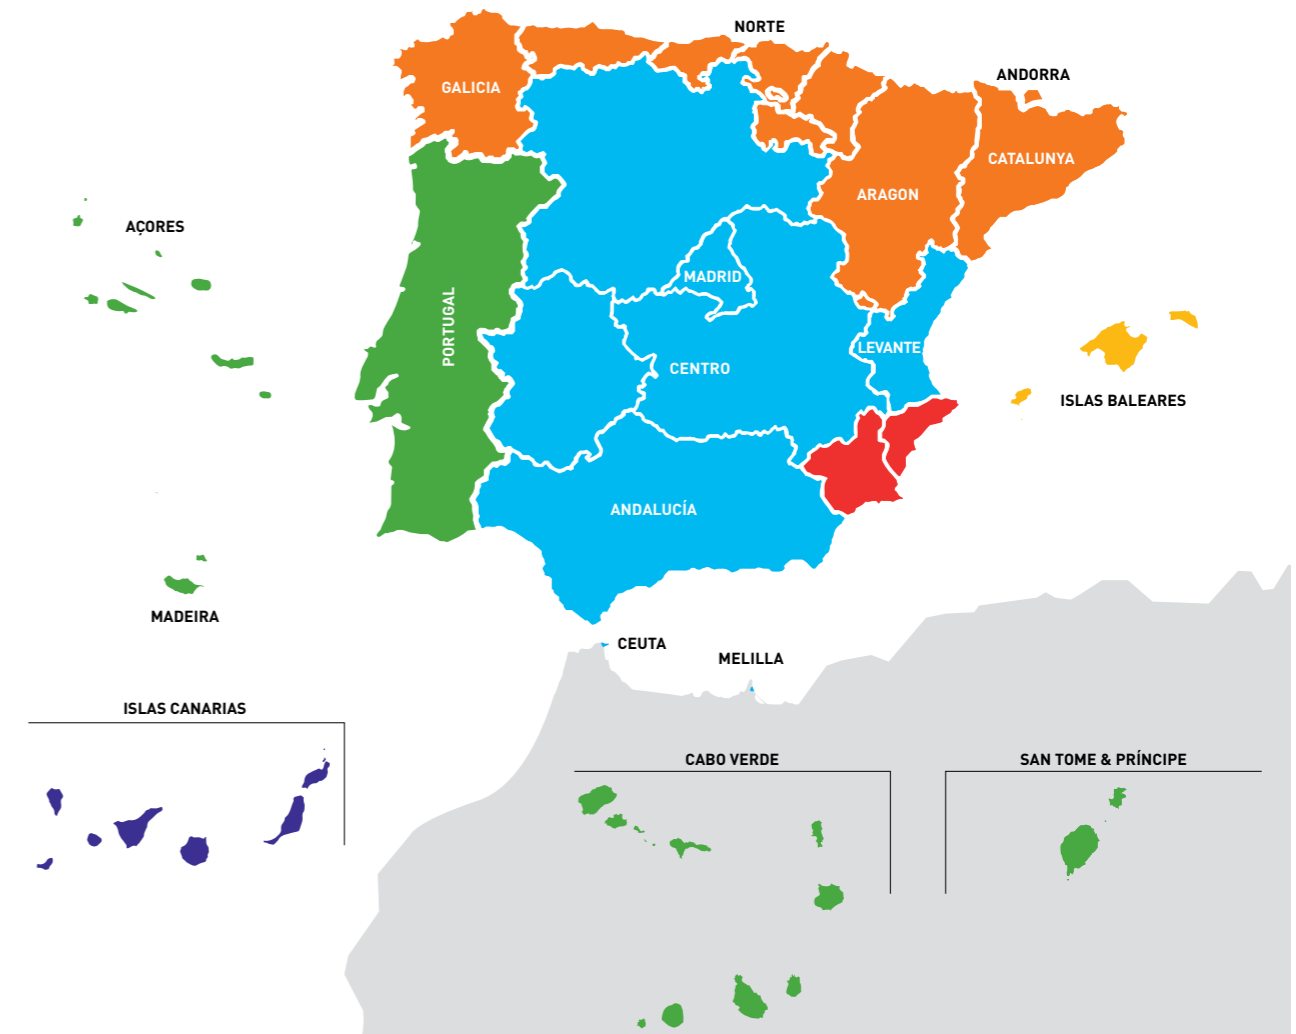 NORTE
ANDORRA
GALICIA
CATALUNYA
ARAGON
AÇORES
MADRID
PORTUGAL
LEVANTE
CENTRO
ISLAS BALEARES
ANDALUCÍA
MADEIRA
CEUTA
MELILLA
ISLAS CANARIAS
CABO VERDE
SAN TOME & PRÍNCIPE